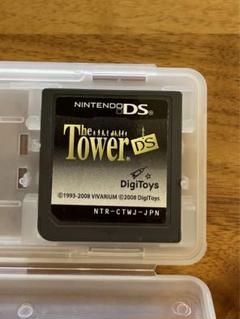 NINTENDO DS
The
Tower DS
DigiToys
©1993-2008 VIVARIUM ©2008 DigiToys
NTR-CTWJ-JPN